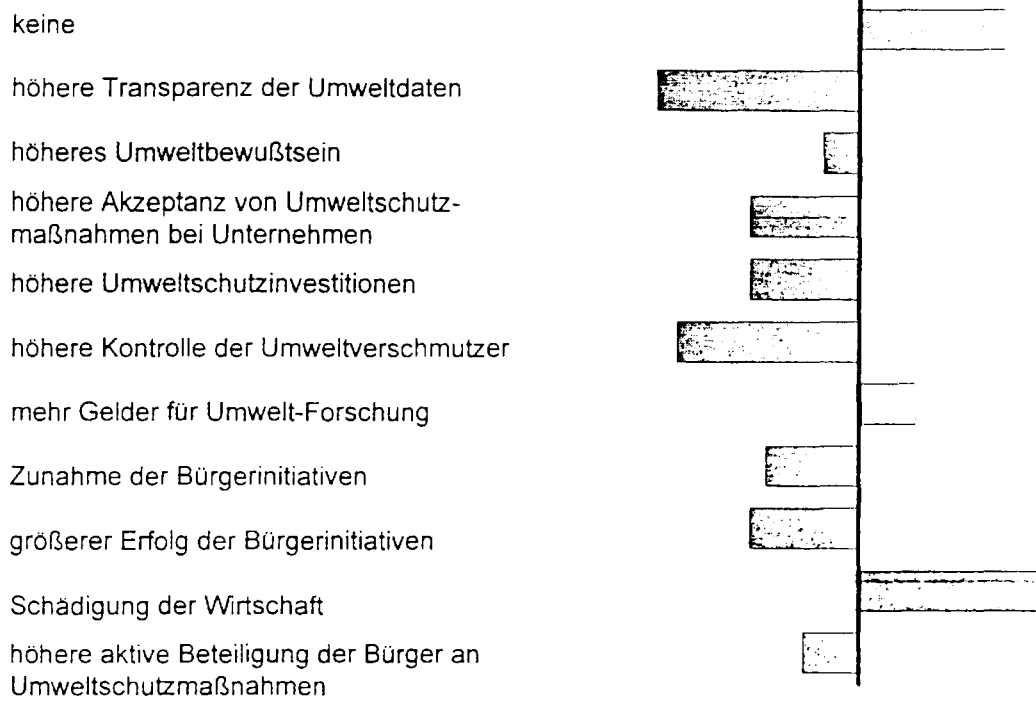 keine
höhere Transparenz der Umweltdaten
höheres Umweltbewußtsein
höhere Akzeptanz von Umweltschutz-
maßnahmen bei Unternehmen
höhere Umweltschutzinvestitionen
höhere Kontrolle der Umweltverschmutzer
mehr Gelder für Umwelt-Forschung
Zunahme der Bürgerinitiativen
größerer Erfolg der Bürgerinitiativen
Schädigung der Wirtschaft
höhere aktive Beteiligung der Bürger an
Umweltschutzmaßnahmen